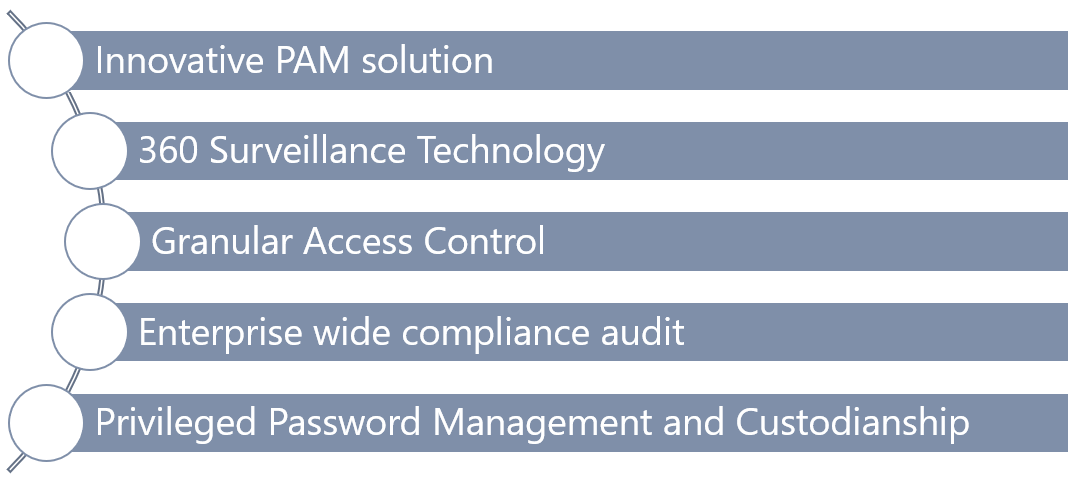 Innovative PAM solution
360 Surveillance Technology
Granular Access Control
Enterprise wide compliance audit
Privileged Password Management and Custodianship